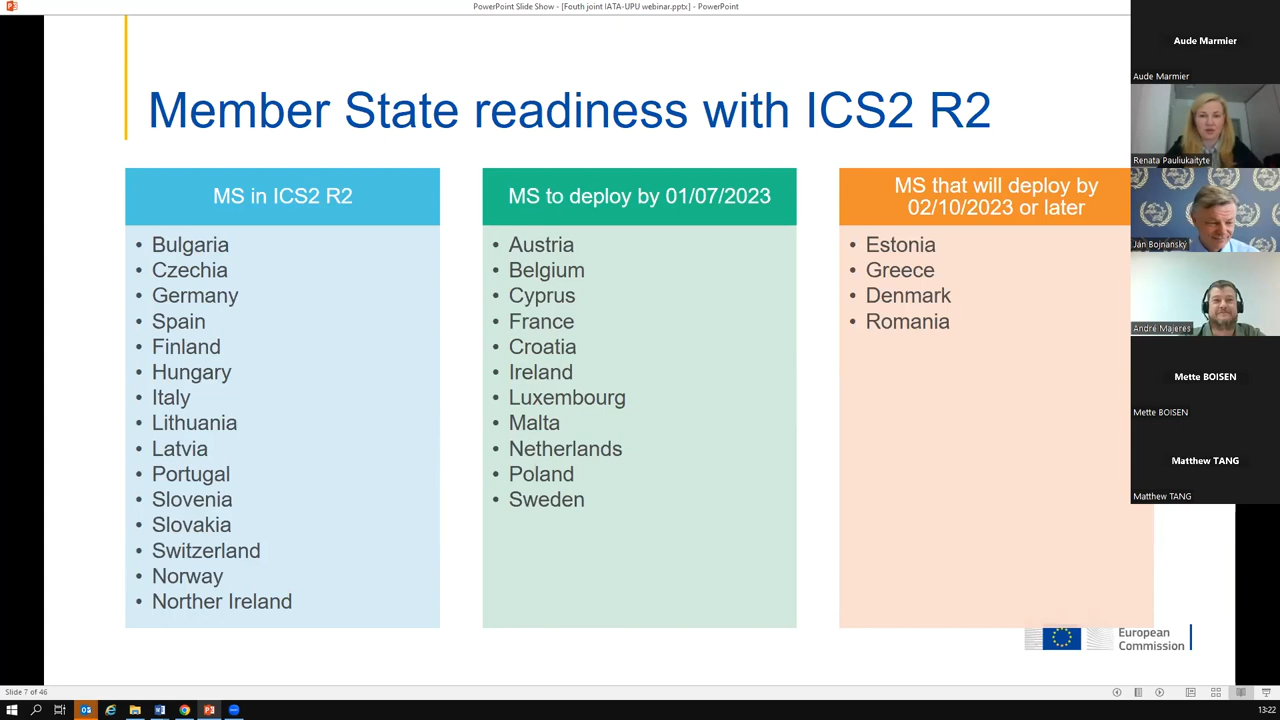 PowerPoint Slide Show - [Fouth joint IATA-UPU webinar.pptx] - PowerPoint
Member State readiness with ICS2 R2
MS in ICS2 R2
• Bulgaria
• Czechia
• Germany
• Spain
• Finland
• Hungary
• Italy
• Lithuania
• Latvia
• Portugal
• Slovenia
• Slovakia
• Switzerland
• Norway
• Norther Ireland
MS to deploy by 01/07/2023
• Austria
• Belgium
• Cyprus
• France
• Croatia
• Ireland
• Luxembourg
• Malta
• Netherlands
• Poland
• Sweden
MS that will deploy by
02/10/2023 or later
• Estonia
• Greece
• Denmark
• Romania
European
Commission
Aude Marmier
Aude Marmier
Renata Pauliukaityte
Ján Bojnanský
André Majeres
Mette BOISEN
Mette BOISEN
Matthew TANG
Matthew TANG
Slide 7 of 46
13:22